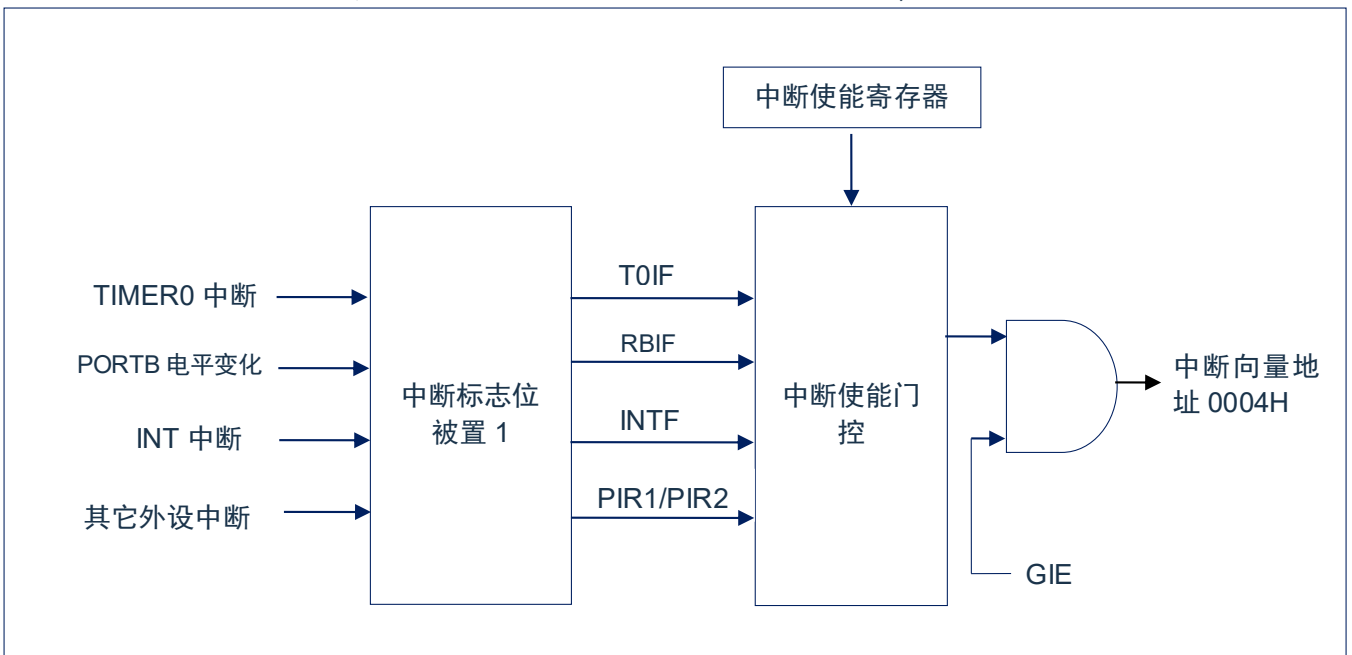 中断使能寄存器
TIMER0 中断
PORTB 电平变化
INT 中断
其它外设中断
中断标志位
被置 1
T0IF
RBIF
INTF
PIR1/PIR2
中断使能门
控
GIE
中断向量地
址 0004H